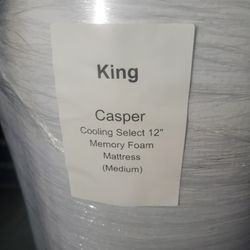 King
Casper
Cooling Select 12"
Memory Foam
Mattress
(Medium)